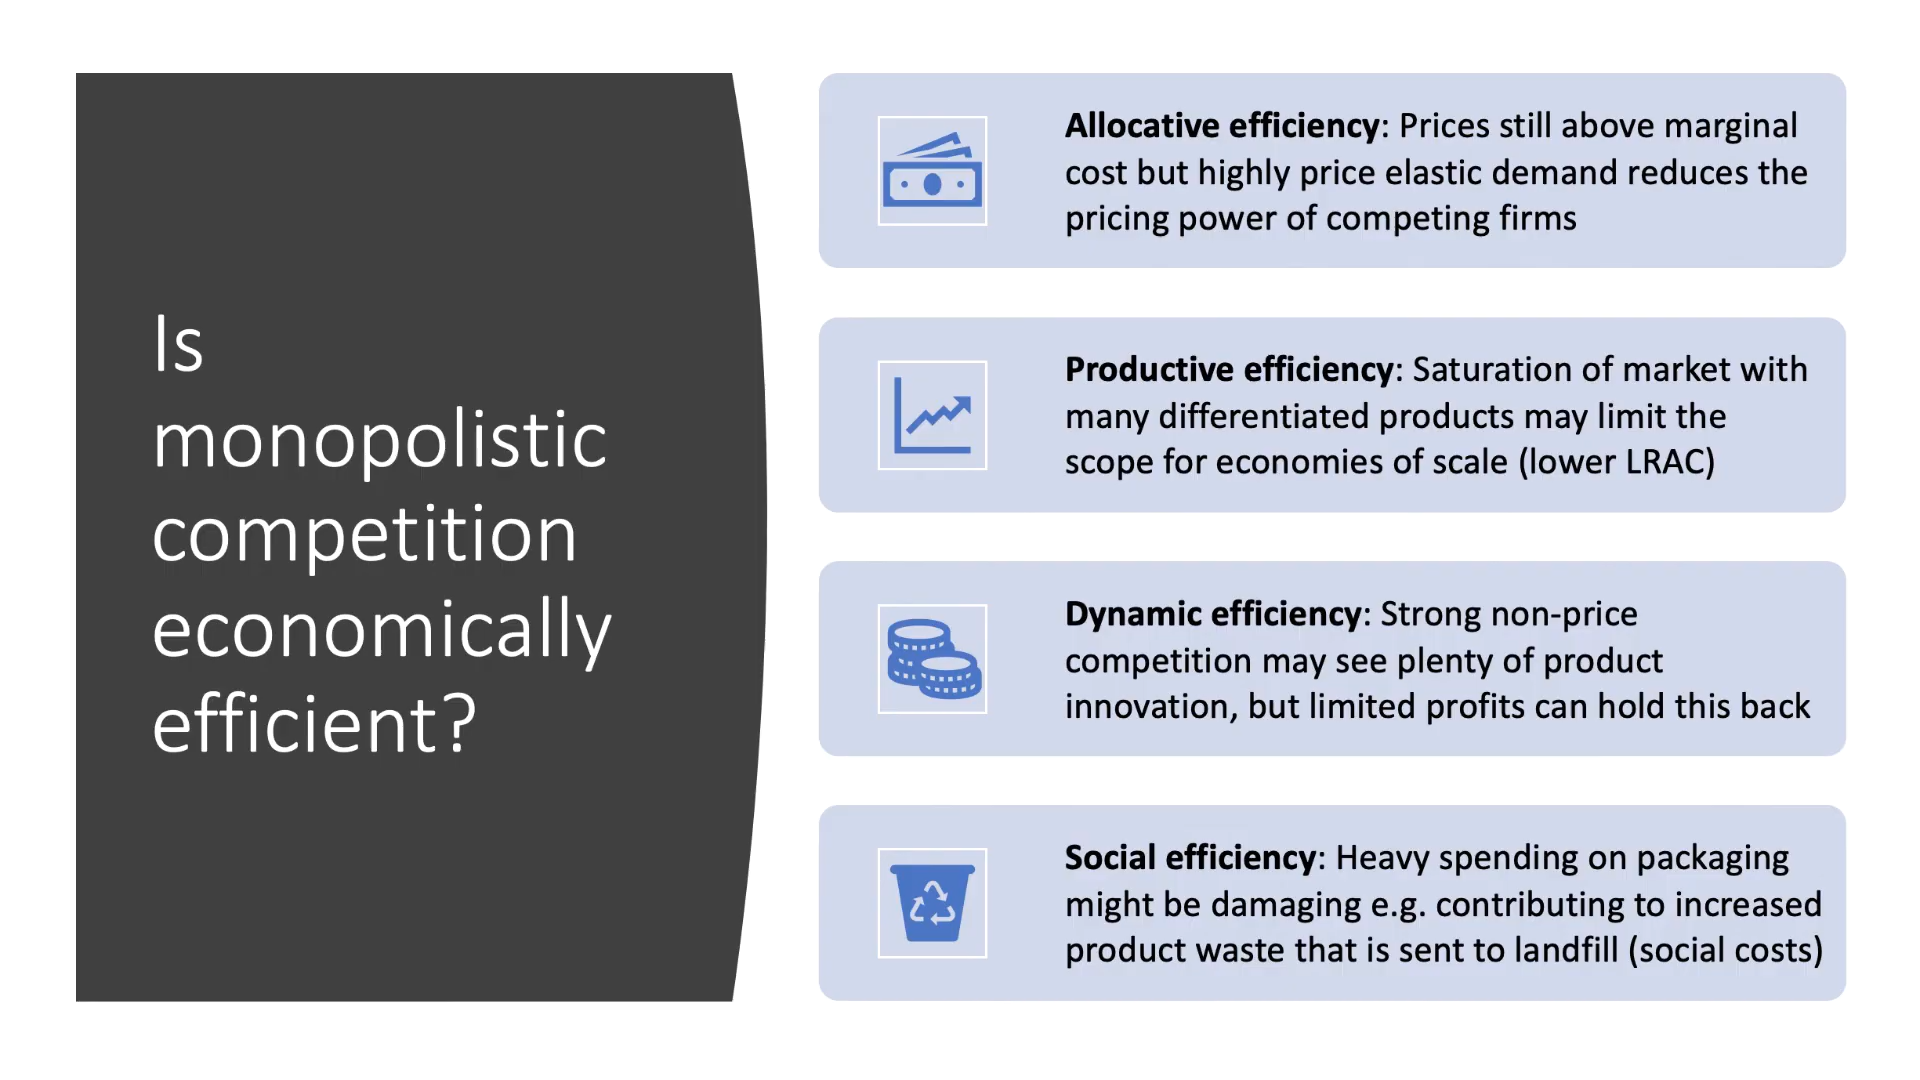 Is
monopolistic
competition
economically
efficient?
Allocative efficiency: Prices still above marginal
cost but highly price elastic demand reduces the
pricing power of competing firms
Productive efficiency: Saturation of market with
many differentiated products may limit the
scope for economies of scale (lower LRAC)
Dynamic efficiency: Strong non-price
competition may see plenty of product
innovation, but limited profits can hold this back
Social efficiency: Heavy spending on packaging
might be damaging e.g. contributing to increased
product waste that is sent to landfill (social costs)